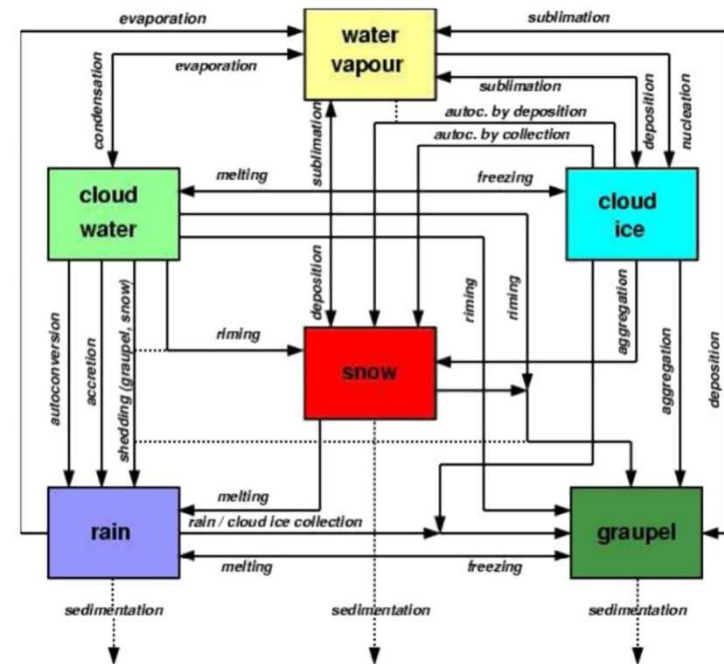 evaporation
sublimation
water
vapour
evaporation
condensation
sublimation
deposition
nucleation
sublimation
autoc. by deposition
autoc. by collection
cloud
water
melting
freezing
cloud
ice
deposition
riming
riming
aggregation
aggregation
deposition
riming
snow
autoconversion
accretion
shedding (graupel, snow)
melting
rain / cloud ice collection
rain
graupel
melting
freezing
sedimentation
sedimentation
sedimentation